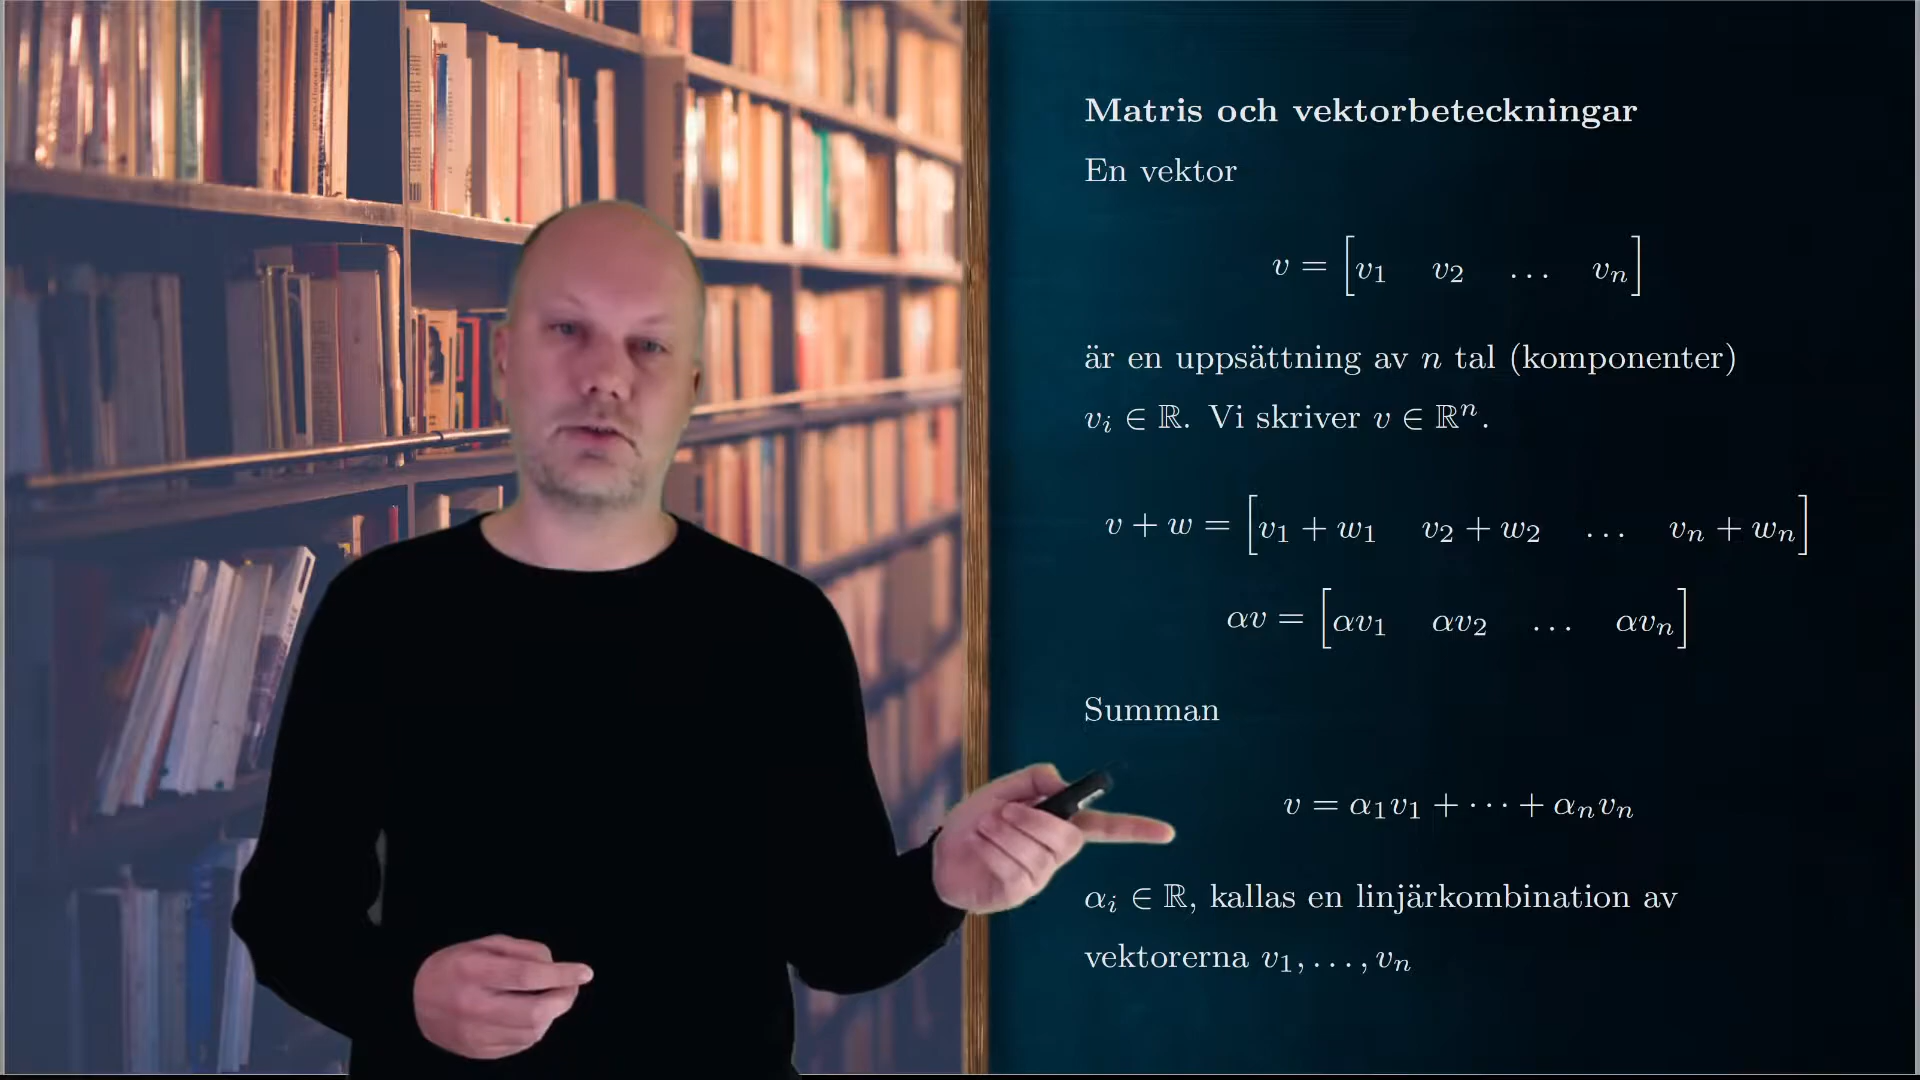 Matris och vektorbeteckningar
En vektor
v = [v₁ v₂ … vₙ]
är en uppsättning av n tal (komponenter)
vᵢ ∈ ℝ. Vi skriver v ∈ ℝⁿ.
v + w = [v₁ + w₁ v₂ + w₂ … vₙ + wₙ]
αv = [αv₁ αv₂ … αvₙ]
Summan
v = α₁v₁ + ⋯ + αₙvₙ
αᵢ ∈ ℝ, kallas en linjärkombination av
vektorerna v₁, … , vₙ